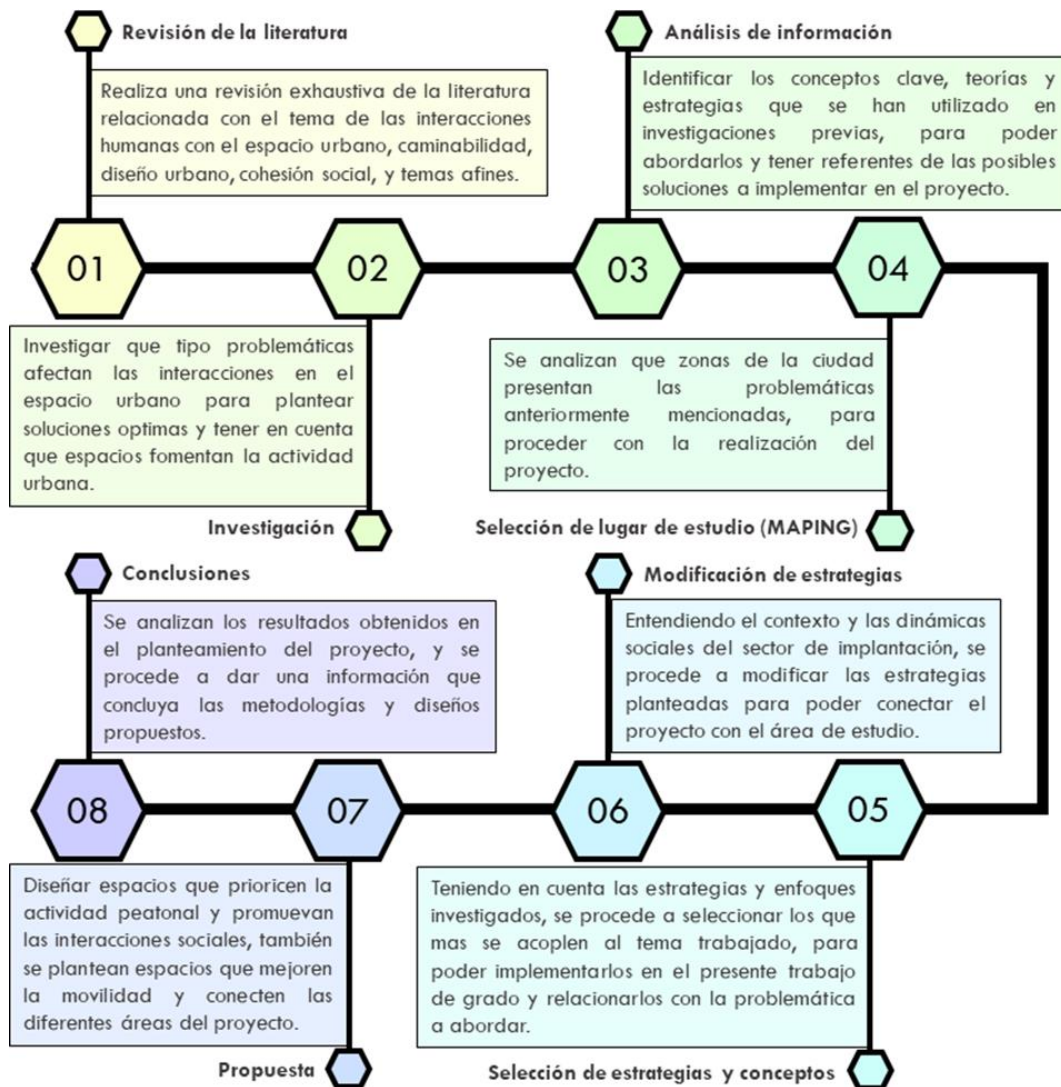 Revisión de la literatura
Realiza una revisión exhaustiva de la literatura
relacionada con el tema de las interacciones
humanas con el espacio urbano, caminabilidad,
diseño urbano, cohesión social, y temas afines.
Análisis de información
Identificar los conceptos clave, teorías y
estrategias que se han utilizado en
investigaciones previas, para poder
abordarlos y tener referentes de las posibles
soluciones a implementar en el proyecto.
01
02
03
04
Investigar que tipo problemáticas
afectan las interacciones en el
espacio urbano para plantear
soluciones optimas y tener en cuenta
que espacios fomentan la actividad
urbana.
Investigación
Se analizan que zonas de la ciudad
presentan las problemáticas
anteriormente mencionadas, para
proceder con la realización del
proyecto.
Selección de lugar de estudio (MAPING)
Conclusiones
Se analizan los resultados obtenidos en
el planteamiento del proyecto, y se
procede a dar una información que
concluya las metodologías y diseños
propuestos.
Modificación de estrategias
Entendiendo el contexto y las dinámicas
sociales del sector de implantación, se
procede a modificar las estrategias
planteadas para poder conectar el
proyecto con el área de estudio.
08
07
06
05
Diseñar espacios que prioricen la
actividad peatonal y promuevan
las interacciones sociales, también
se plantean espacios que mejoren
la movilidad y conecten las
diferentes áreas del proyecto.
Propuesta
Teniendo en cuenta las estrategias y enfoques
investigados, se procede a seleccionar los que
mas se acoplen al tema trabajado, para
poder implementarlos en el presente trabajo
de grado y relacionarlos con la problemática
a abordar.
Selección de estrategias y conceptos